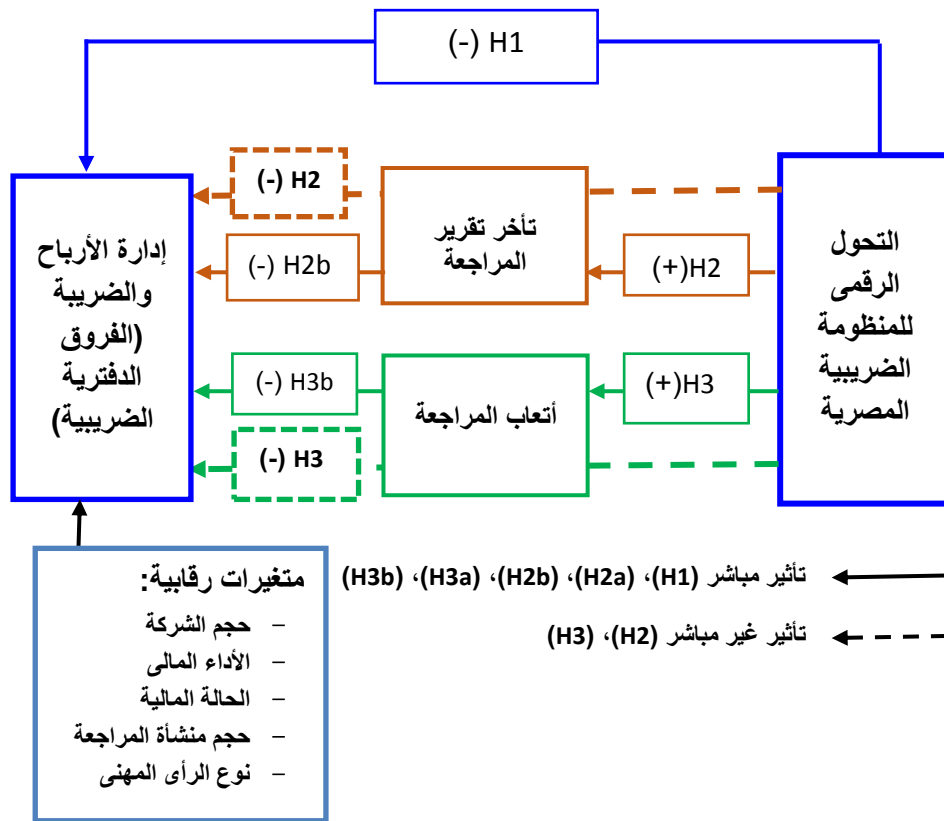 (-) H1
التحول
الرقمى
للمنظومة
الضريبية
المصرية
(-) H2
تأخر تقرير
المراجعة
(+)H2
(-) H2b
أتعاب المراجعة
(+)H3
(-) H3b
(-) H3
إدارة الأرباح
والضريبة
(الفروق
الدفترية
الضريبية)
متغيرات رقابية:
– حجم الشركة
– الأداء المالى
– الحالة المالية
– حجم منشأة المراجعة
– نوع الرأى المهنى
تأثير مباشر (H1)، (H2a)، (H2b)، (H3a)، (H3b)
تأثير غير مباشر (H2)، (H3)